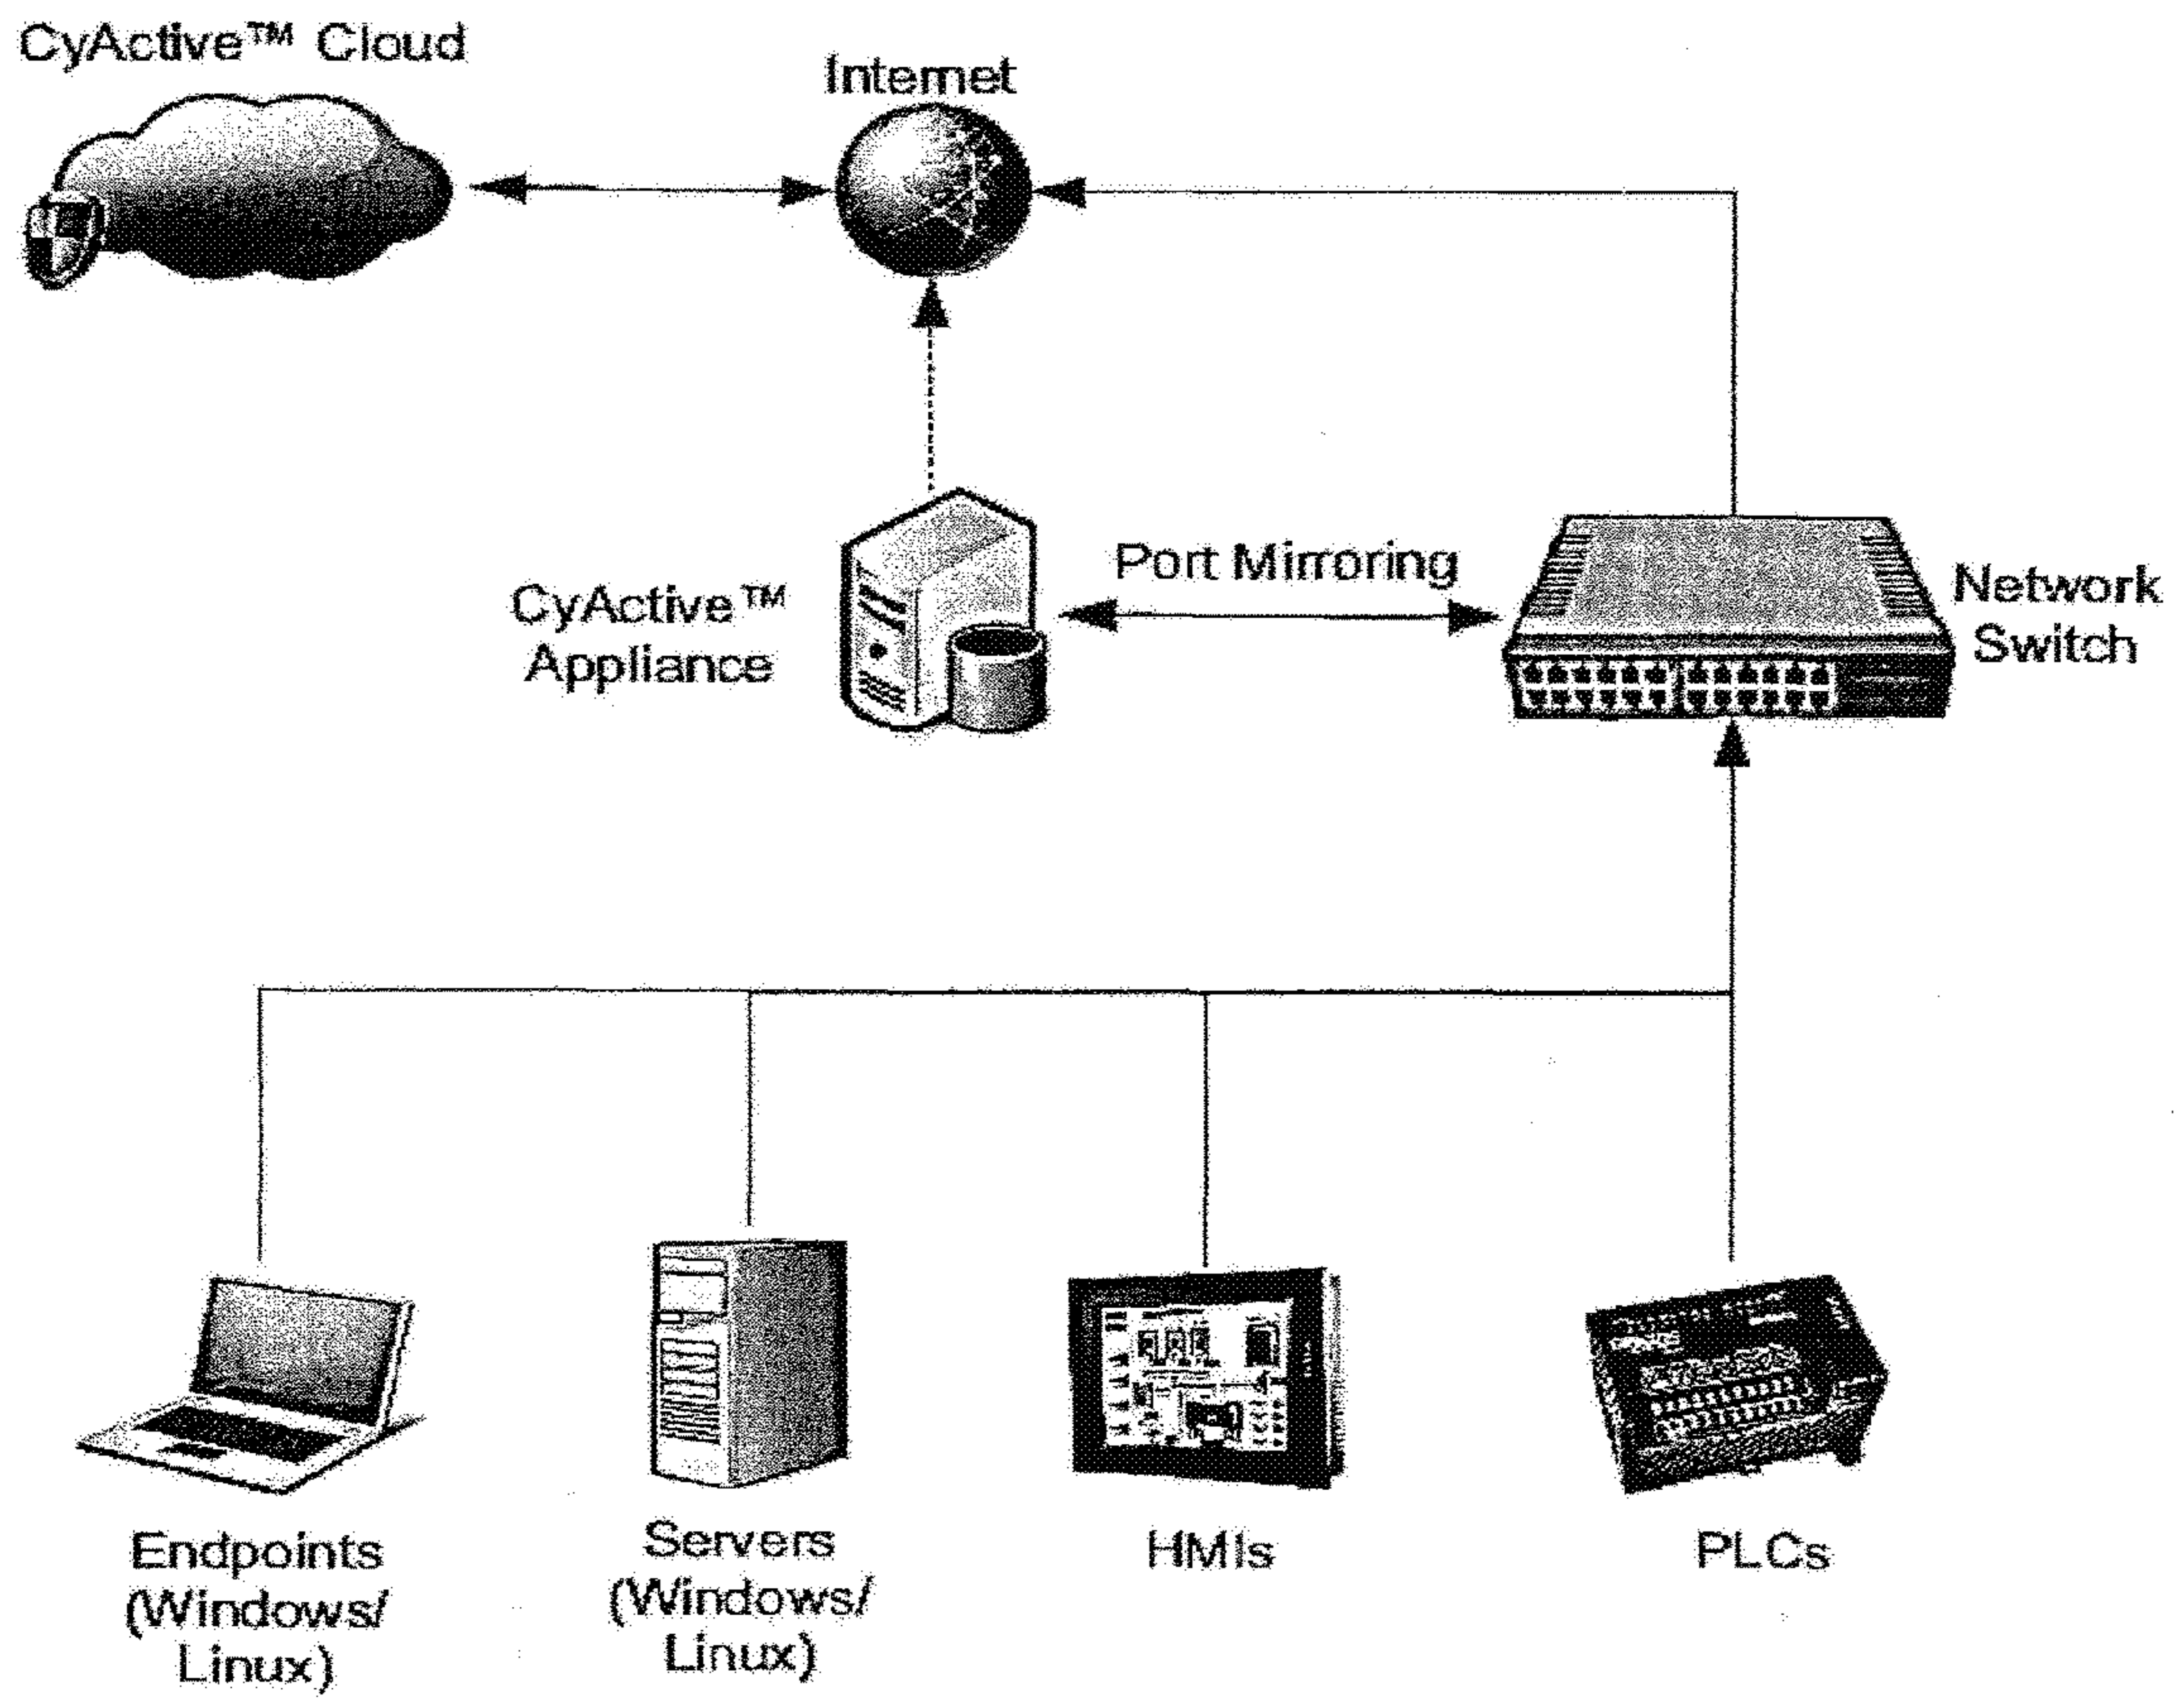 CyActive™ Cloud
Internet
Port Mirroring
CyActive™
Appliance
Network
Switch
Endpoints
(Windows/
Linux)
Servers
(Windows/
Linux)
HMIs
PLCs